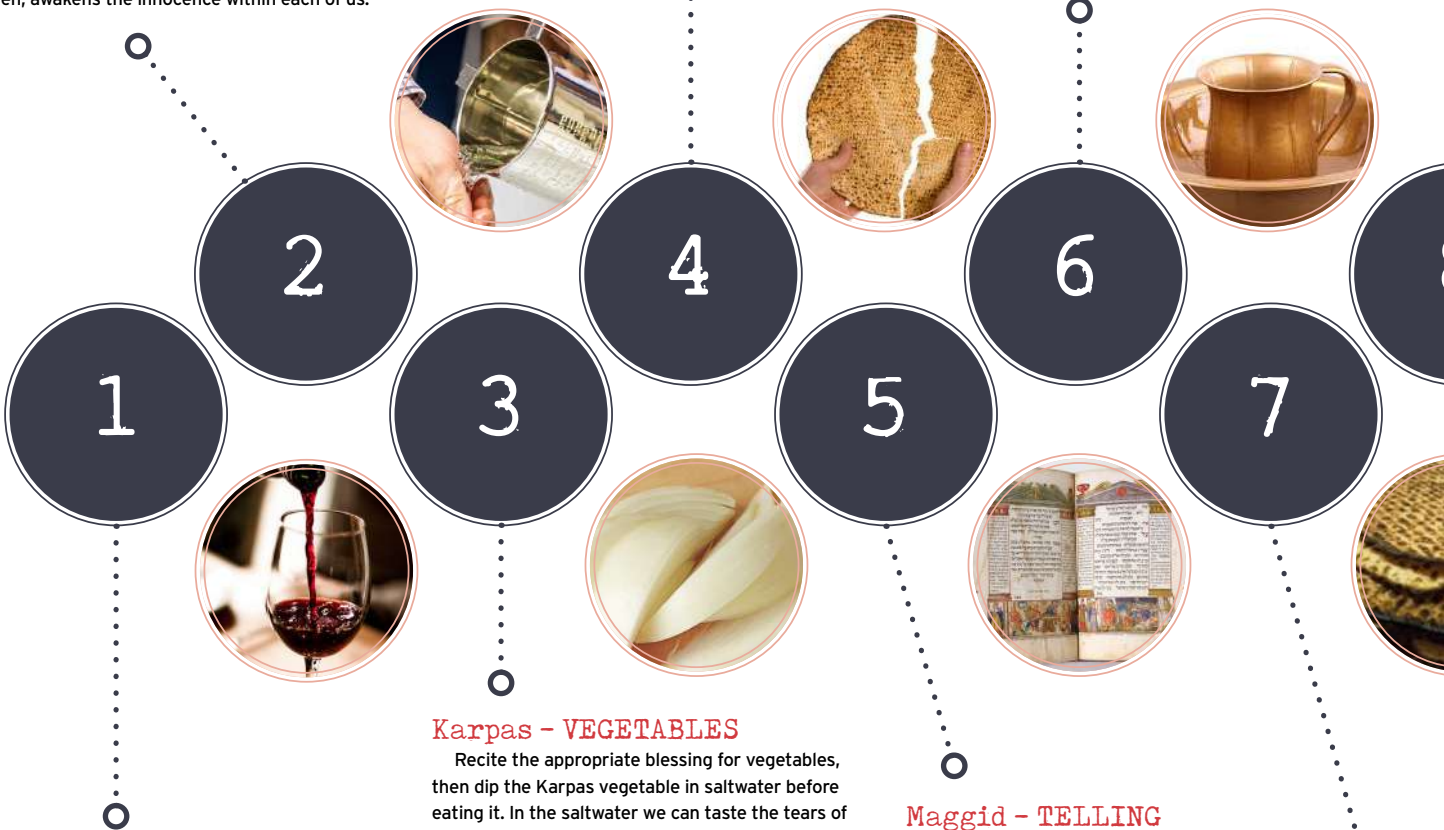 en, awakens the innocence within each of us.
2
4
6
1
3
5
7
Karpas – VEGETABLES
Recite the appropriate blessing for vegetables,
then dip the Karpas vegetable in saltwater before
eating it. In the saltwater we can taste the tears of
Maggid – TELLING